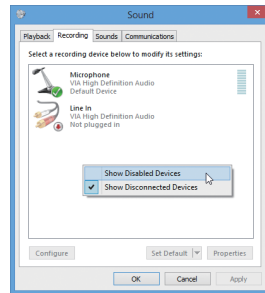 Sound
Playback Recording Sounds Communications
Select a recording device below to modify its settings:
Microphone
VIA High Definition Audio
Default Device
Line In
VIA High Definition Audio
Not plugged in
Show Disabled Devices
Show Disconnected Devices
Configure Set Default Properties
OK Cancel Apply